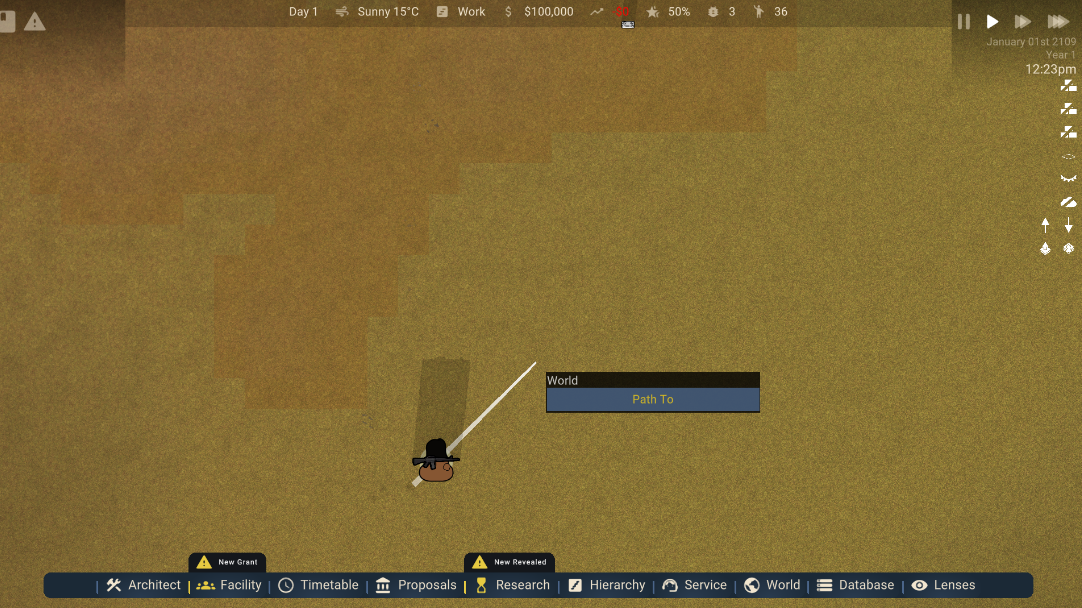 Day 1 Sunny 15°C Work $ $100,000 50% 3 36
January 01st 2109
Year 1
12:23pm
World
Path To
New Grant New Revealed
Architect Facility Timetable Proposals Research Hierarchy Service World Database Lenses